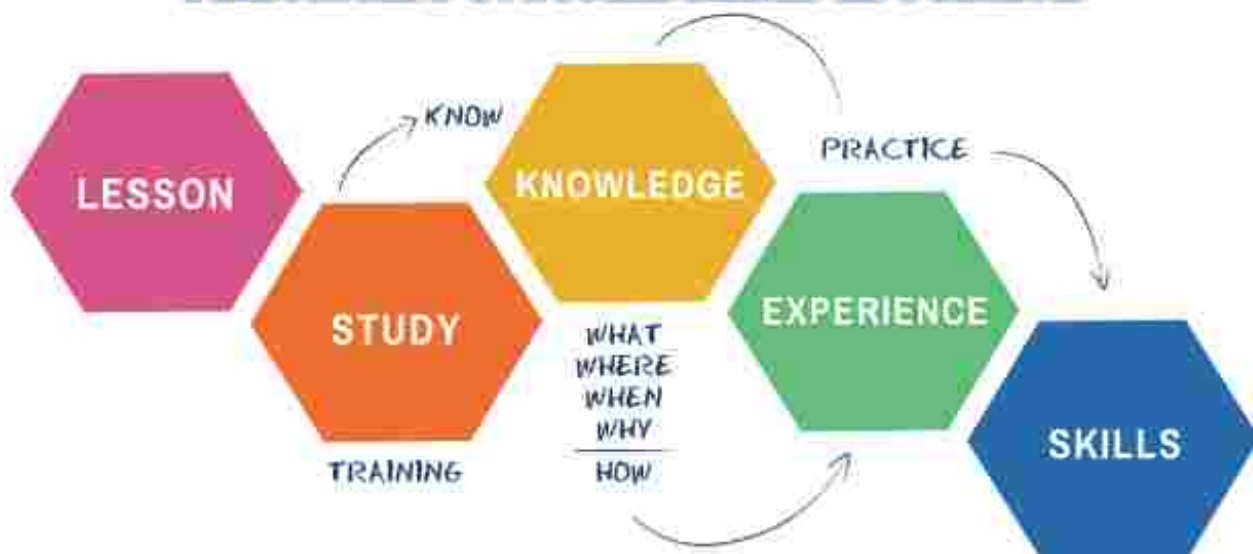 LESSON
STUDY
TRAINING
KNOW
KNOWLEDGE
WHAT
WHERE
WHEN
WHY
HOW
PRACTICE
EXPERIENCE
SKILLS